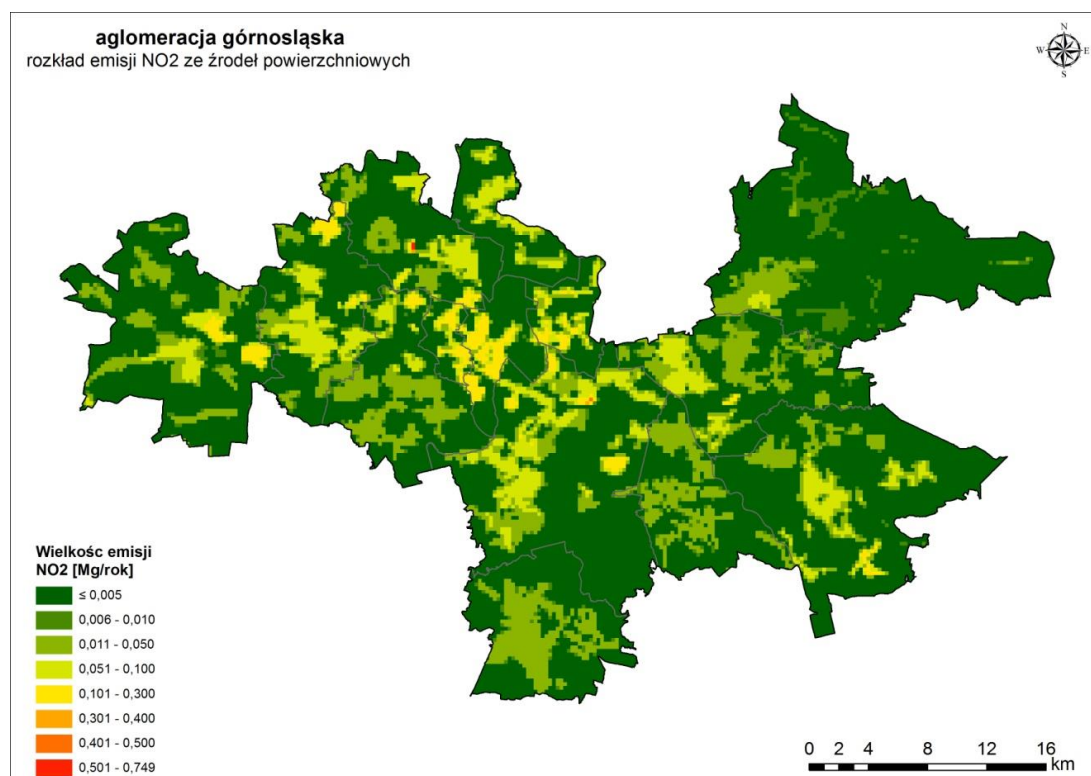 aglomeracja górnosląska
rozkład emisji NO2 ze źrodeł powierzchniowych
N
W E
S
Wielkośc emisji
NO2 [Mg/rok]
≤ 0,005
0,006 - 0,010
0,011 - 0,050
0,051 - 0,100
0,101 - 0,300
0,301 - 0,400
0,401 - 0,500
0,501 - 0,749
0 2 4 8 12 16
km